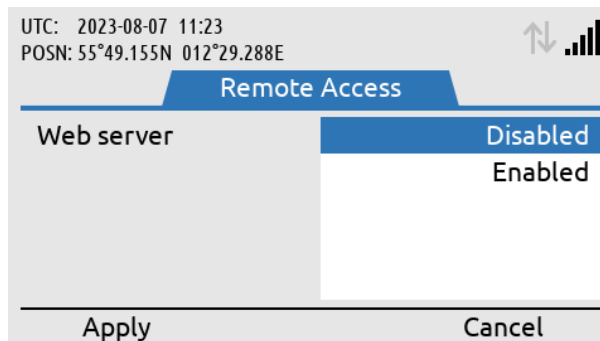 UTC: 2023-08-07 11:23
POSN: 55°49.155N 012°29.288E
Remote Access
Web server Disabled
Enabled
Apply Cancel